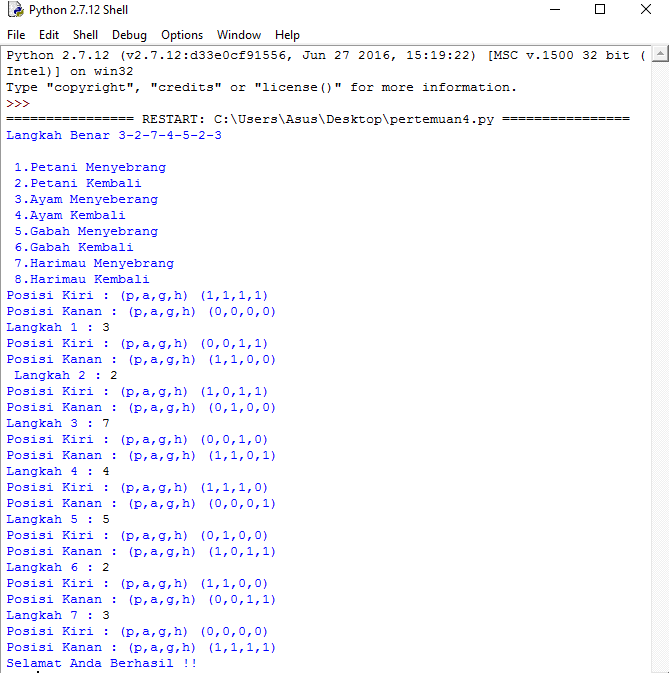 Python 2.7.12 Shell
File Edit Shell Debug Options Window Help
Python 2.7.12 (v2.7.12:d33e0cf91556, Jun 27 2016, 15:19:22) [MSC v.1500 32 bit (
Intel)] on win32
Type "copyright", "credits" or "license()" for more information.
>>>
================ RESTART: C:\Users\Asus\Desktop\pertemuan4.py ================
Langkah Benar 3-2-7-4-5-2-3
1.Petani Menyebrang
2.Petani Kembali
3.Ayam Menyeberang
4.Ayam Kembali
5.Gabah Menyebrang
6.Gabah Kembali
7.Harimau Menyebrang
8.Harimau Kembali
Posisi Kiri : (p,a,g,h) (1,1,1,1)
Posisi Kanan : (p,a,g,h) (0,0,0,0)
Langkah 1 : 3
Posisi Kiri : (p,a,g,h) (0,0,1,1)
Posisi Kanan : (p,a,g,h) (1,1,0,0)
Langkah 2 : 2
Posisi Kiri : (p,a,g,h) (1,0,1,1)
Posisi Kanan : (p,a,g,h) (0,1,0,0)
Langkah 3 : 7
Posisi Kiri : (p,a,g,h) (0,0,1,0)
Posisi Kanan : (p,a,g,h) (1,1,0,1)
Langkah 4 : 4
Posisi Kiri : (p,a,g,h) (1,1,1,0)
Posisi Kanan : (p,a,g,h) (0,0,0,1)
Langkah 5 : 5
Posisi Kiri : (p,a,g,h) (0,1,0,0)
Posisi Kanan : (p,a,g,h) (1,0,1,1)
Langkah 6 : 2
Posisi Kiri : (p,a,g,h) (1,1,0,0)
Posisi Kanan : (p,a,g,h) (0,0,1,1)
Langkah 7 : 3
Posisi Kiri : (p,a,g,h) (0,0,0,0)
Posisi Kanan : (p,a,g,h) (1,1,1,1)
Selamat Anda Berhasil !!